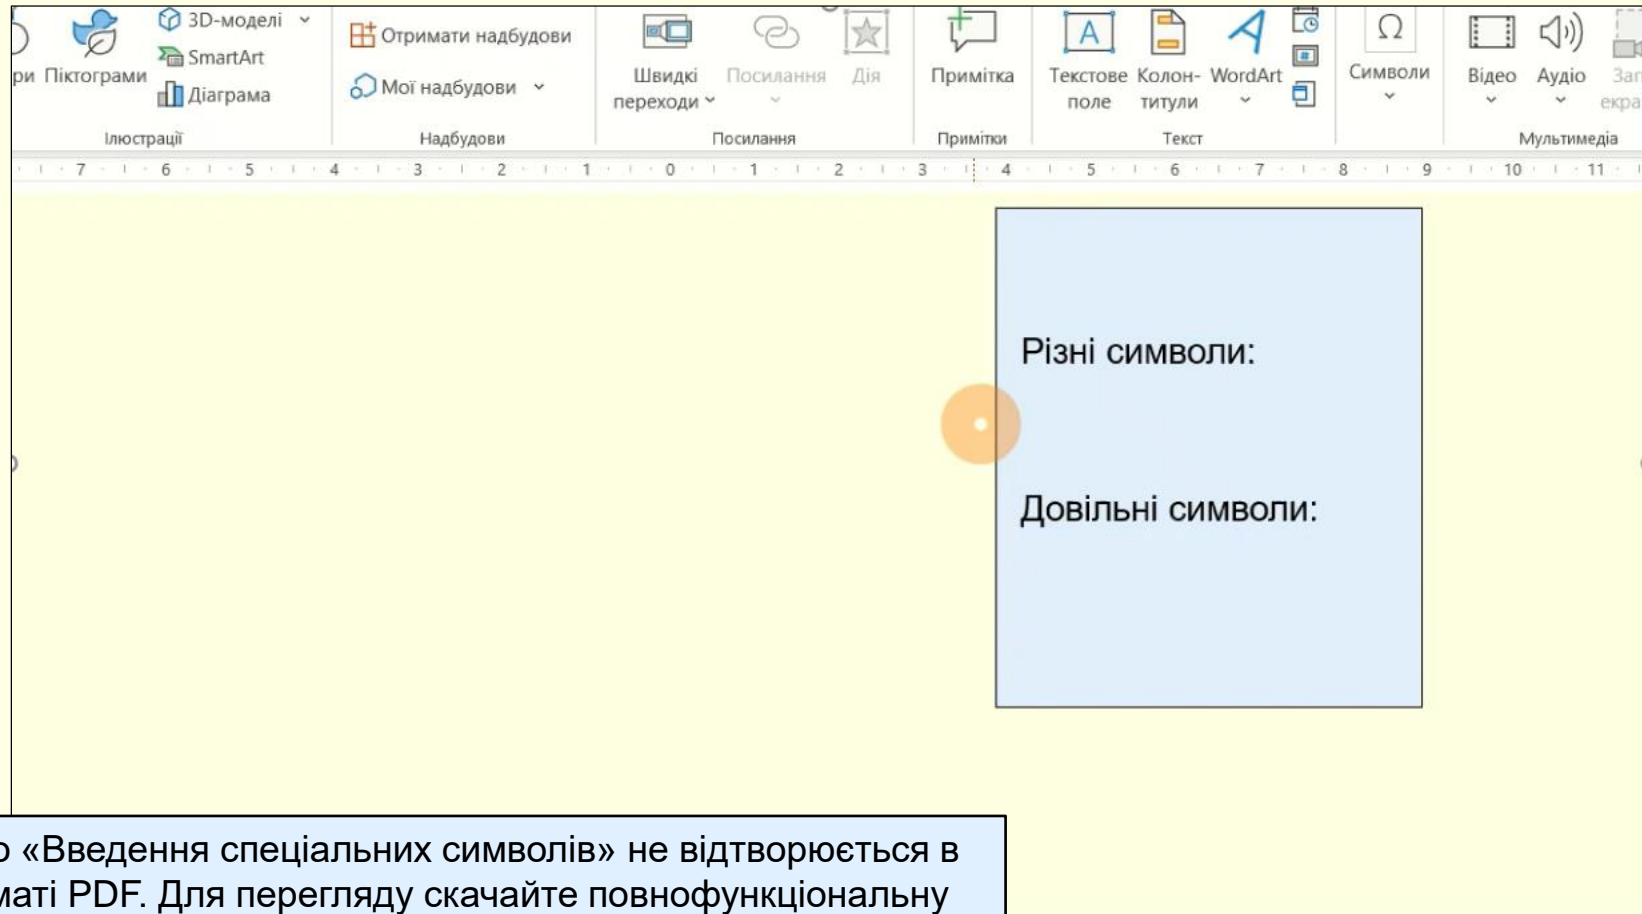 3D-моделі
SmartArt
Діаграма
ри Піктограми
Ілюстрації
Отримати надбудови
Мої надбудови
Надбудови
Швидкі переходи
Посилання
Дія
Посилання
Примітка
Примітки
Текстове поле
Колон-титули
WordArt
Текст
Символи
Відео
Аудіо
Зап
екра
Мультимедіа
7 6 5 4 3 2 1 0 1 2 3 4 5 6 7 8 9 10 11
Різні символи:
Довільні символи:
о «Введення спеціальних символів» не відтворюється в
маті PDF. Для перегляду скачайте повнофункціональну